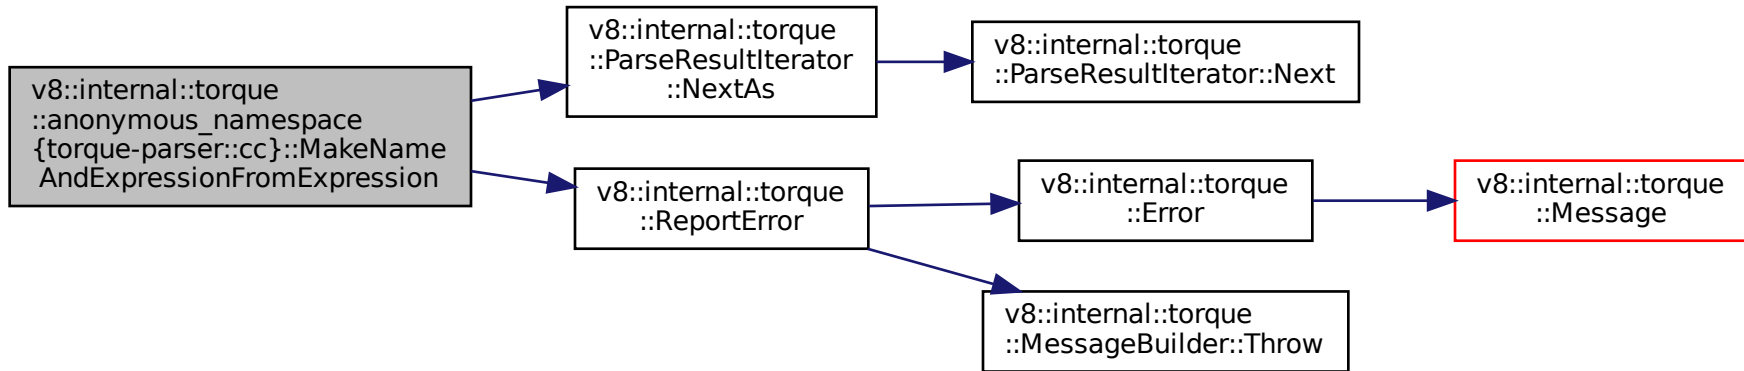 v8::internal::torque
::anonymous_namespace
{torque-parser::cc}::MakeName
AndExpressionFromExpression
v8::internal::torque
::ParseResultIterator
::NextAs
v8::internal::torque
::ParseResultIterator::Next
v8::internal::torque
::ReportError
v8::internal::torque
::Error
v8::internal::torque
::Message
v8::internal::torque
::MessageBuilder::Throw